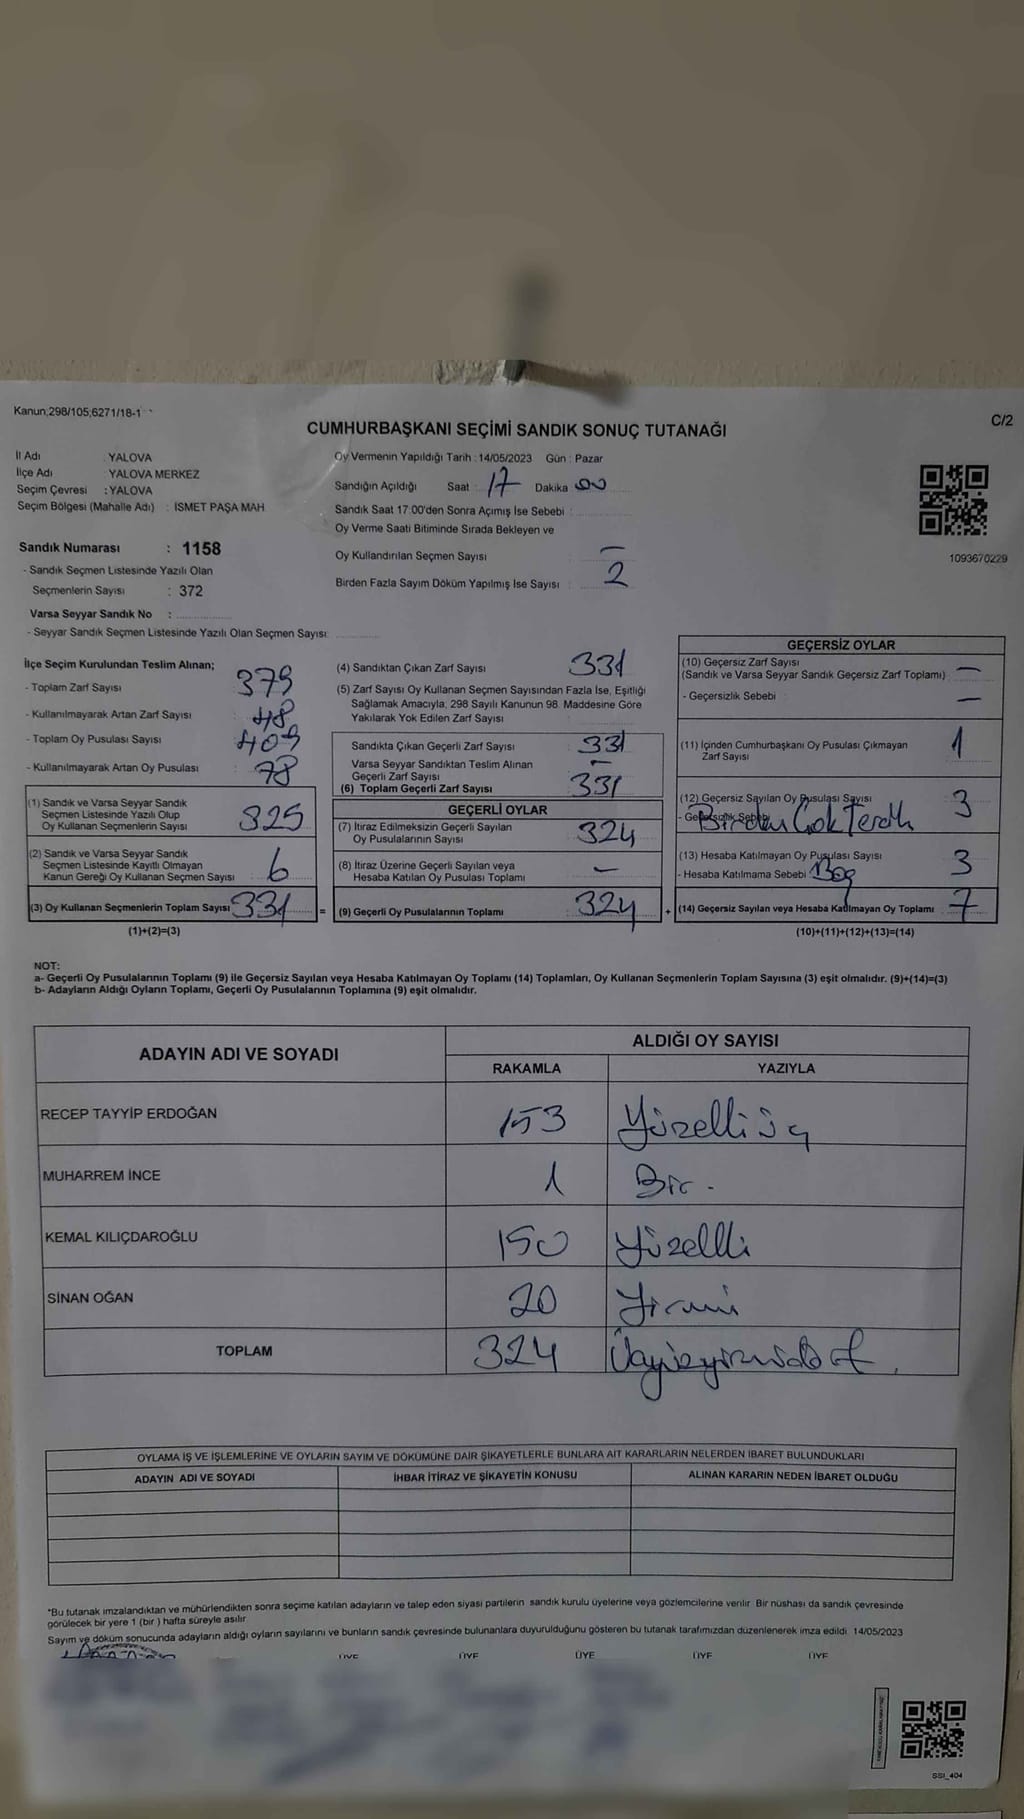 Kanun;298/105;6271/18-1
C/2
CUMHURBAŞKANI SEÇİMİ SANDIK SONUÇ TUTANAĞI
İl Adı : YALOVA
İlçe Adı : YALOVA MERKEZ
Seçim Çevresi : YALOVA
Seçim Bölgesi (Mahalle Adı) : İSMET PAŞA MAH
Sandık Numarası : 1158
- Sandık Seçmen Listesinde Yazılı Olan
Seçmenlerin Sayısı : 372
Varsa Seyyar Sandık No :
- Seyyar Sandık Seçmen Listesinde Yazılı Olan Seçmen Sayısı:
Oy Vermenin Yapıldığı Tarih : 14/05/2023 Gün : Pazar
Sandığın Açıldığı Saat : 17 Dakika 00
Sandık Saat 17:00'den Sonra Açımış İse Sebebi :
Oy Verme Saati Bitiminde Sırada Bekleyen ve
Oy Kullandırılan Seçmen Sayısı : —
Birden Fazla Sayım Döküm Yapılmış İse Sayısı : 2
1093670229
İlçe Seçim Kurulundan Teslim Alınan;
- Toplam Zarf Sayısı : 379
- Kullanılmayarak Artan Zarf Sayısı : 48
- Toplam Oy Pusulası Sayısı : 409
- Kullanılmayarak Artan Oy Pusulası : 78
(1) Sandık ve Varsa Seyyar Sandık
Seçmen Listesinde Yazılı Olup
Oy Kullanan Seçmenlerin Sayısı : 325
(2) Sandık ve Varsa Seyyar Sandık
Seçmen Listesinde Kayıtlı Olmayan
Kanun Gereği Oy Kullanan Seçmen Sayısı : 6
(3) Oy Kullanan Seçmenlerin Toplam Sayısı : 331 =
(1)+(2)=(3)
(4) Sandıktan Çıkan Zarf Sayısı : 331
(5) Zarf Sayısı Oy Kullanan Seçmen Sayısından Fazla İse, Eşitliği
Sağlamak Amacıyla, 298 Sayılı Kanunun 98. Maddesine Göre
Yakılarak Yok Edilen Zarf Sayısı :
Sandıkta Çıkan Geçerli Zarf Sayısı : 331
Varsa Seyyar Sandıktan Teslim Alınan
Geçerli Zarf Sayısı : —
(6) Toplam Geçerli Zarf Sayısı : 331
GEÇERLİ OYLAR
(7) İtiraz Edilmeksizin Geçerli Sayılan
Oy Pusulalarının Sayısı : 324
(8) İtiraz Üzerine Geçerli Sayılan veya
Hesaba Katılan Oy Pusulası Toplamı : —
(9) Geçerli Oy Pusulalarının Toplamı : 324 +
GEÇERSİZ OYLAR
(10) Geçersiz Zarf Sayısı
(Sandık ve Varsa Seyyar Sandık Geçersiz Zarf Toplamı) : —
- Geçersizlik Sebebi : —
(11) İçinden Cumhurbaşkanı Oy Pusulası Çıkmayan
Zarf Sayısı : 1
(12) Geçersiz Sayılan Oy Pusulası Sayısı : 3
- Geçersizlik Sebebi : Birden Çok Tercih
(13) Hesaba Katılmayan Oy Pusulası Sayısı : 3
- Hesaba Katılmama Sebebi : Boş
(14) Geçersiz Sayılan veya Hesaba Katılmayan Oy Toplamı : 7
(10)+(11)+(12)+(13)=(14)
NOT:
a- Geçerli Oy Pusulalarının Toplamı (9) ile Geçersiz Sayılan veya Hesaba Katılmayan Oy Toplamı (14) Toplamları, Oy Kullanan Seçmenlerin Toplam Sayısına (3) eşit olmalıdır. (9)+(14)=(3)
b- Adayların Aldığı Oyların Toplamı, Geçerli Oy Pusulalarının Toplamına (9) eşit olmalıdır.
ADAYIN ADI VE SOYADI
ALDIĞI OY SAYISI
RAKAMLA YAZIYLA
RECEP TAYYİP ERDOĞAN 153 Yüzelliüç
MUHARREM İNCE 1 Bir.
KEMAL KILIÇDAROĞLU 150 Yüzelli
SİNAN OĞAN 20 Yirmi
TOPLAM 324 Üçyüzyirmidört.
OYLAMA İŞ VE İŞLEMLERİNE VE OYLARIN SAYIM VE DÖKÜMÜNE DAİR ŞİKAYETLERLE BUNLARA AİT KARARLARIN NELERDEN İBARET BULUNDUKLARI
ADAYIN ADI VE SOYADI İHBAR İTİRAZ VE ŞİKAYETİN KONUSU ALINAN KARARIN NEDEN İBARET OLDUĞU
*Bu tutanak imzalandıktan ve mühürlendikten sonra seçime katılan adayların ve talep eden siyasi partilerin sandık kurulu üyelerine veya gözlemcilerine verilir. Bir nüshası da sandık çevresinde
görülecek bir yere 1 (bir) hafta süreyle asılır.
Sayım ve döküm sonucunda adayların aldığı oyların sayılarını ve bunların sandık çevresinde bulunanlara duyurulduğunu gösteren bu tutanak tarafımızdan düzenlenerek imza edildi. 14/05/2023
ÜYE ÜYE ÜYE ÜYE ÜYE
SSİ_404